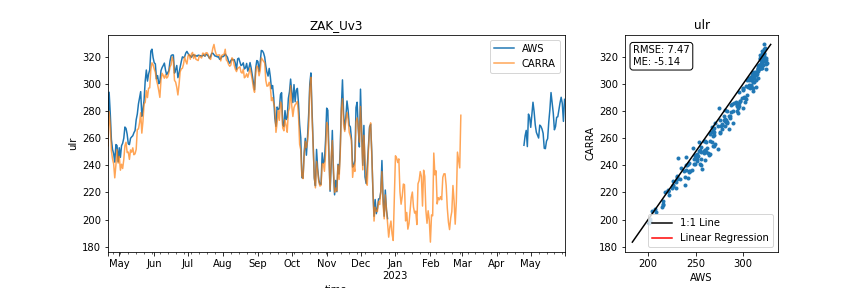 ZAK_Uv3
ulr
320
300
280
260
240
220
200
180
AWS
CARRA
May
Jun
Jul
Aug
Sep
Oct
Nov
Dec
Jan
2023
Feb
Mar
Apr
May
time
ulr
ulr
CARRA
320
300
280
260
240
220
200
180
RMSE: 7.47
ME: -5.14
1:1 Line
Linear Regression
200
250
300
AWS